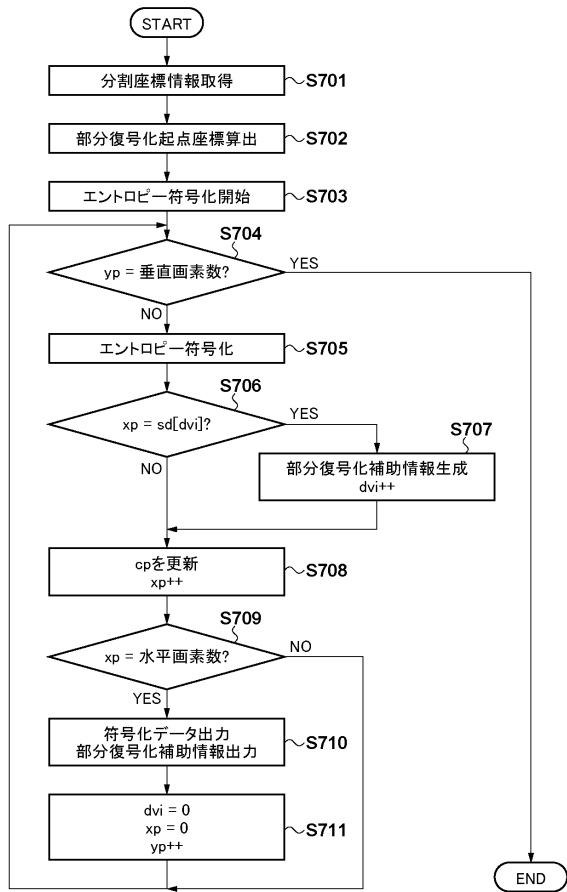 START
分割座標情報取得
S701
部分復号化起点座標算出
S702
エントロピー符号化開始
S703
S704
yp = 垂直画素数?
YES
NO
エントロピー符号化
S705
S706
xp = sd[dvi]?
YES
NO
S707
部分復号化補助情報生成
dvi++
cpを更新
xp++
S708
S709
xp = 水平画素数?
NO
YES
符号化データ出力
部分復号化補助情報出力
S710
dvi = 0
xp = 0
yp++
S711
END